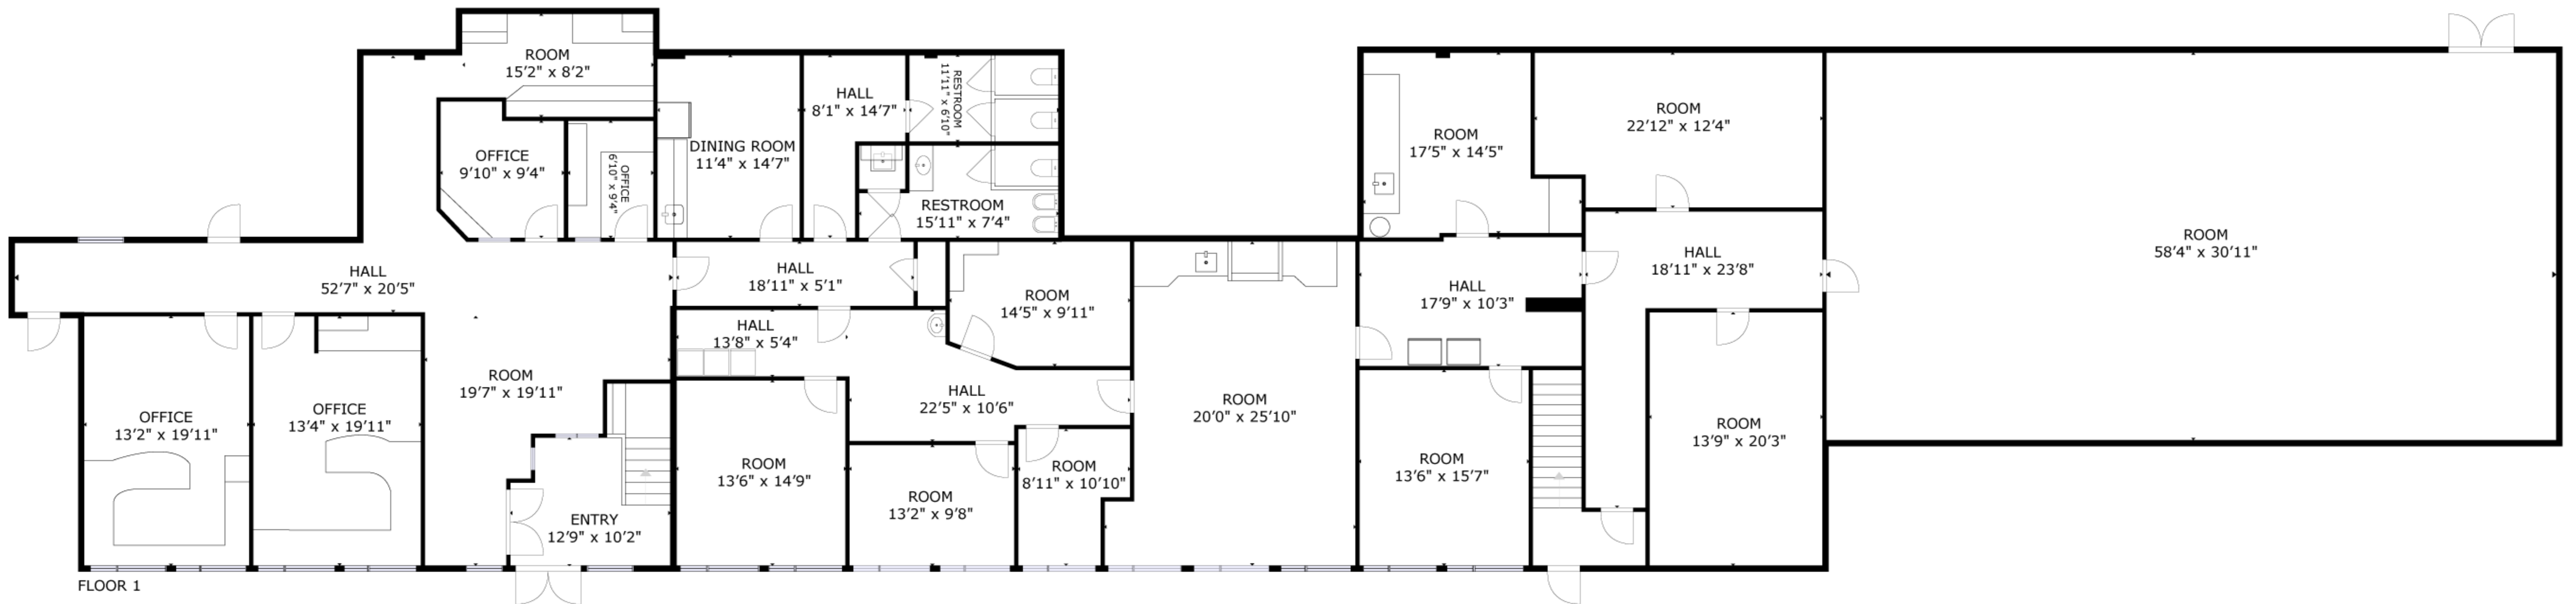 ROOM
15'2" x 8'2"
OFFICE
9'10" x 9'4"
OFFICE
6'10" x 9'4"
DINING ROOM
11'4" x 14'7"
HALL
8'1" x 14'7"
RESTROOM
11'11" x 6'10"
RESTROOM
15'11" x 7'4"
ROOM
17'5" x 14'5"
ROOM
22'12" x 12'4"
ROOM
58'4" x 30'11"
HALL
52'7" x 20'5"
HALL
18'11" x 5'1"
ROOM
14'5" x 9'11"
HALL
17'9" x 10'3"
HALL
18'11" x 23'8"
HALL
13'8" x 5'4"
OFFICE
13'2" x 19'11"
OFFICE
13'4" x 19'11"
ROOM
19'7" x 19'11"
HALL
22'5" x 10'6"
ROOM
20'0" x 25'10"
ROOM
13'9" x 20'3"
ROOM
13'6" x 14'9"
ROOM
13'2" x 9'8"
ROOM
8'11" x 10'10"
ROOM
13'6" x 15'7"
ENTRY
12'9" x 10'2"
FLOOR 1